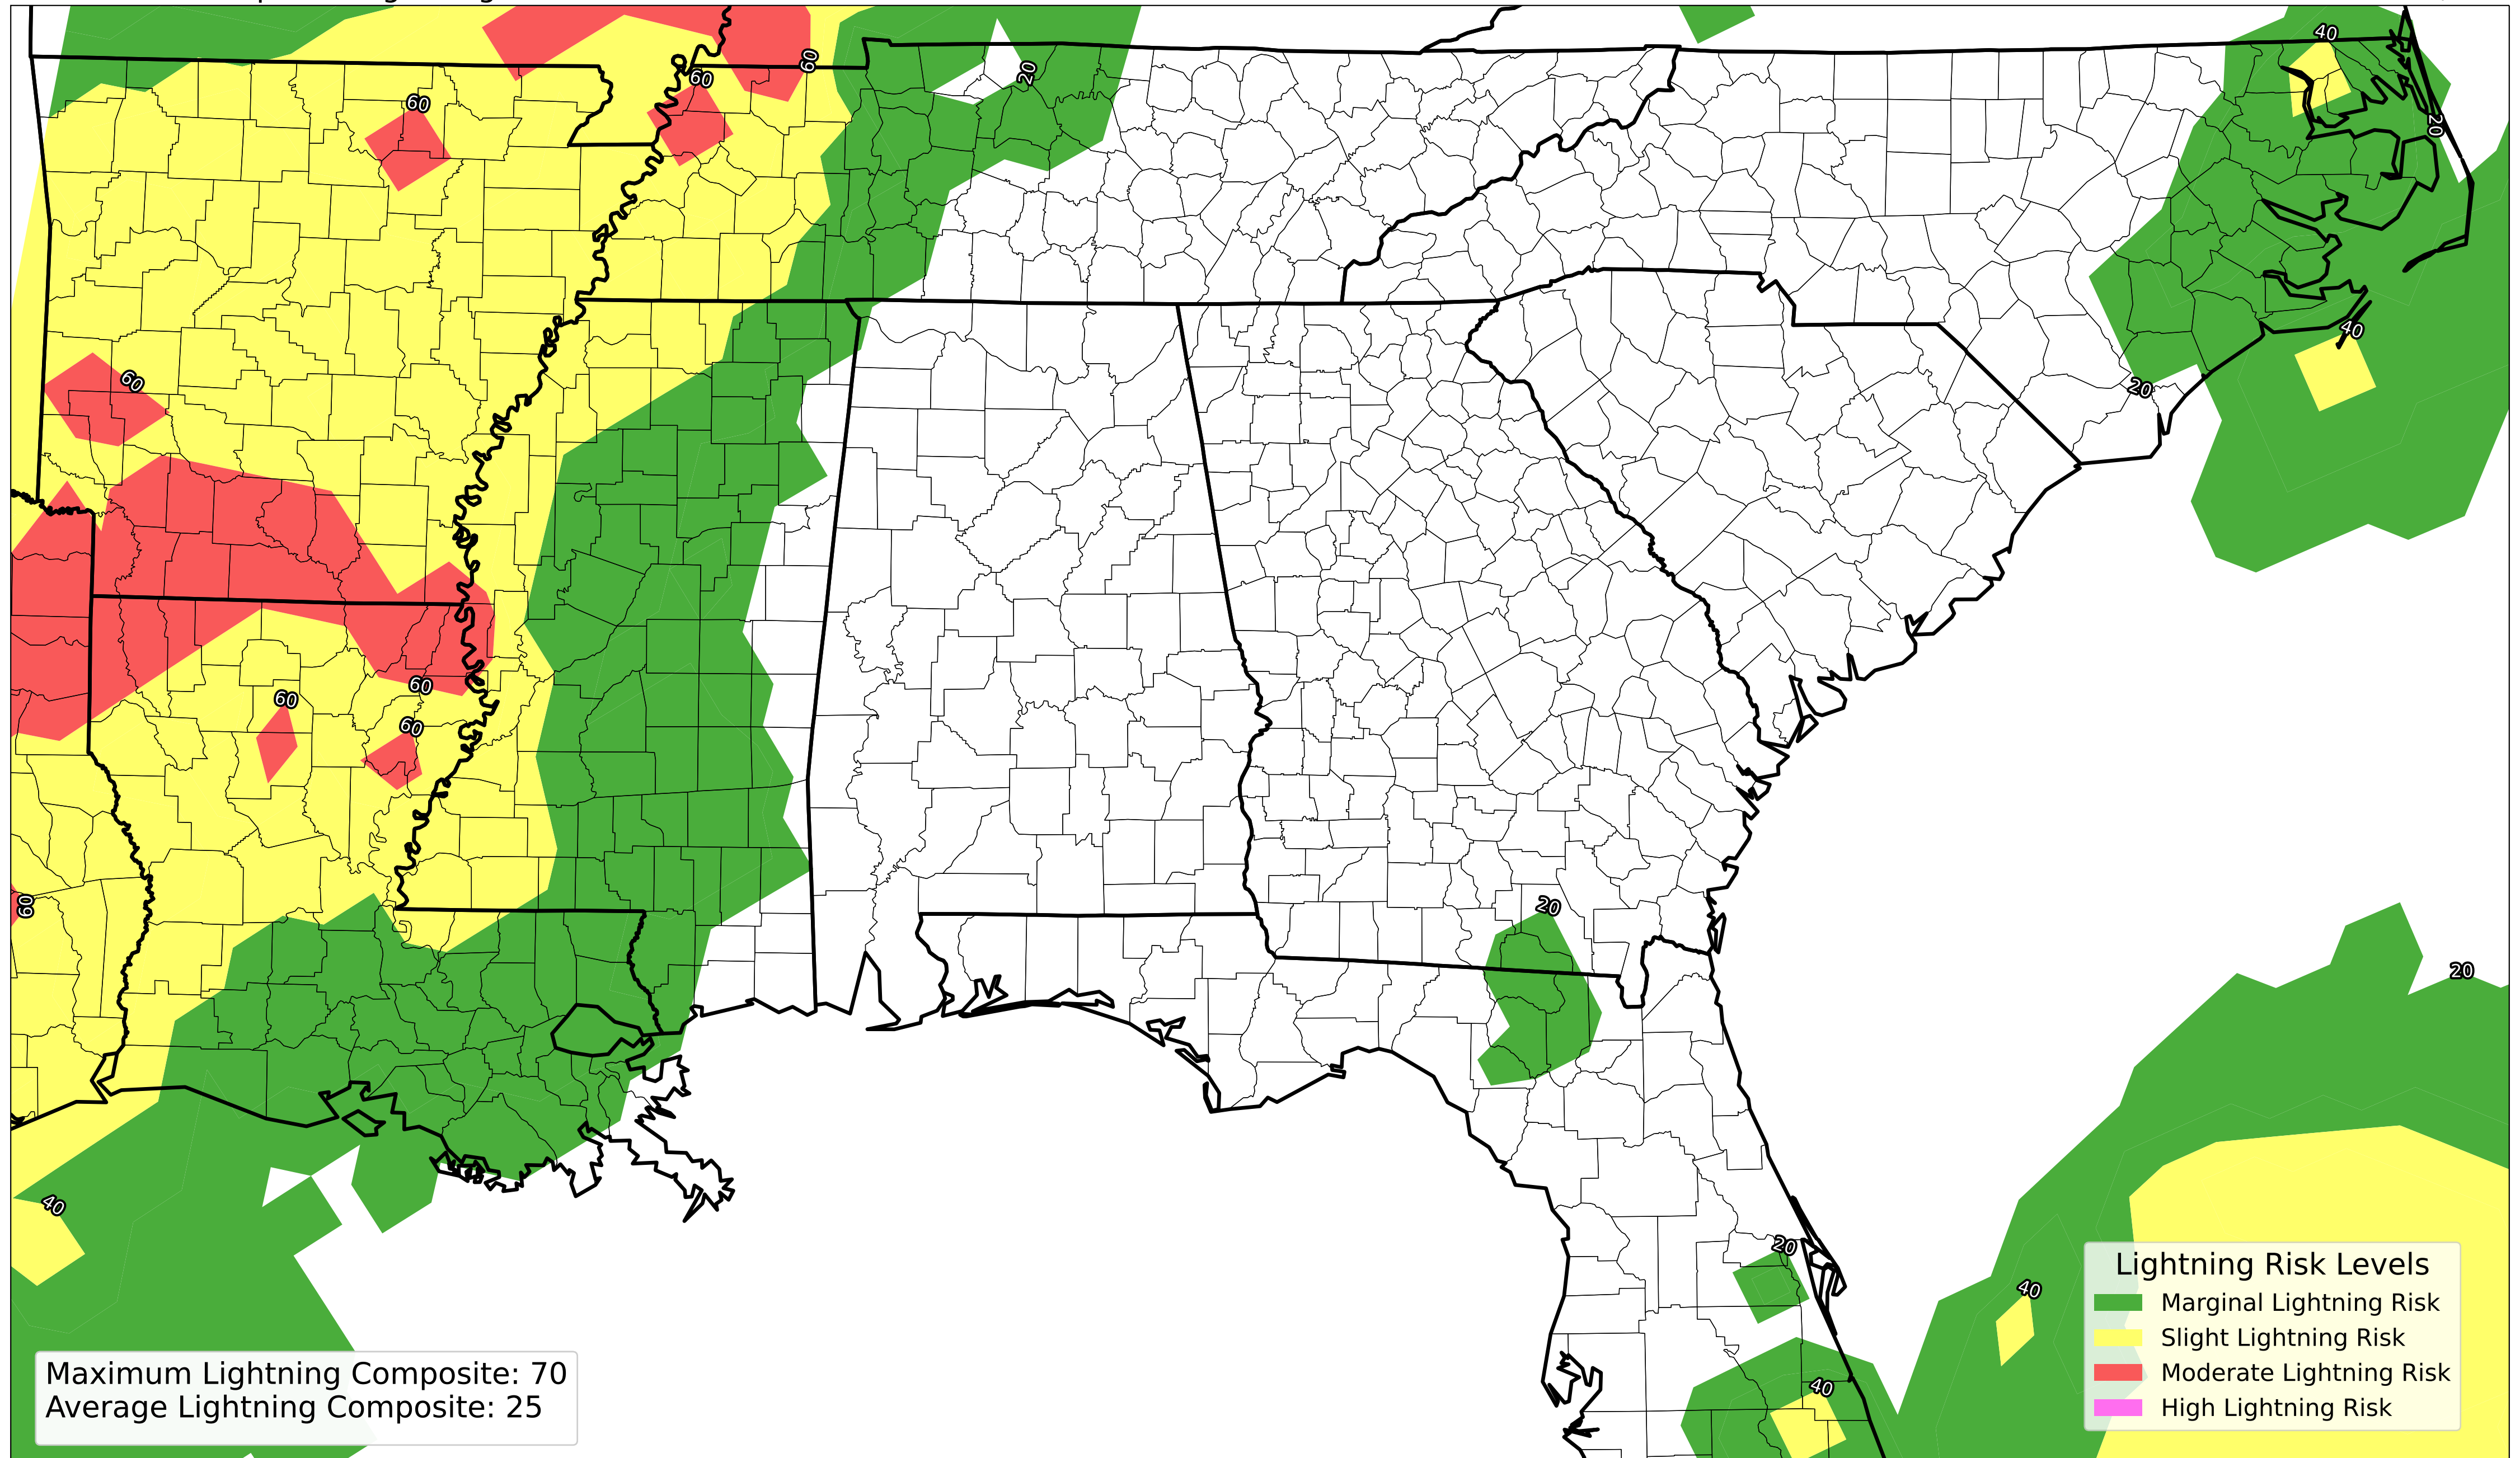 40
60
20
60
60
20
60
40
20
60
60
60
60
20
60
20
40
20
40
40
Lightning Risk Levels
Marginal Lightning Risk
Slight Lightning Risk
Moderate Lightning Risk
High Lightning Risk
Maximum Lightning Composite: 70
Average Lightning Composite: 25